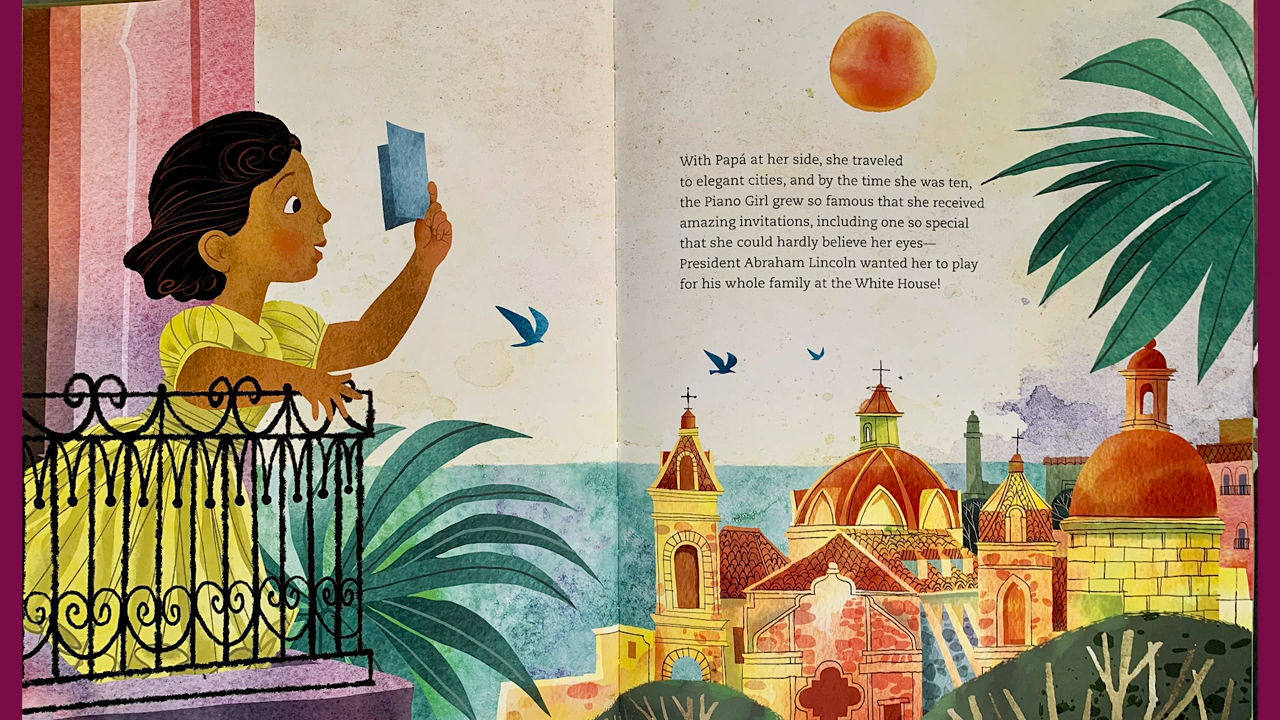 With Papá at her side, she traveled
to elegant cities, and by the time she was ten,
the Piano Girl grew so famous that she received
amazing invitations, including one so special
that she could hardly believe her eyes—
President Abraham Lincoln wanted her to play
for his whole family at the White House!